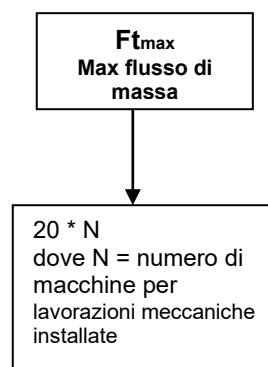 Ftmax
Max flusso di
massa
20 * N
dove N = numero di
macchine per
lavorazioni meccaniche
installate